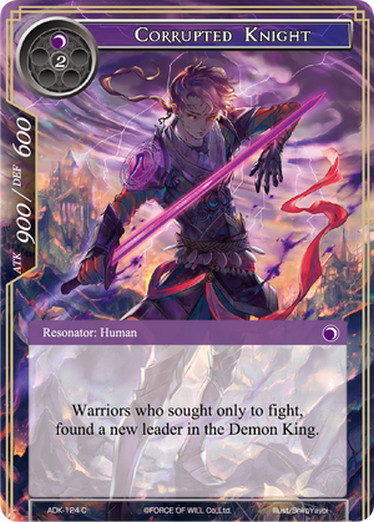 CORRUPTED KNIGHT
2
ATK 900 / DEF 600
Resonator: Human
Warriors who sought only to fight,
found a new leader in the Demon King.
ADK-124 C
©FORCE OF WILL Co.,Ltd.
Illust/ShiroYayoi